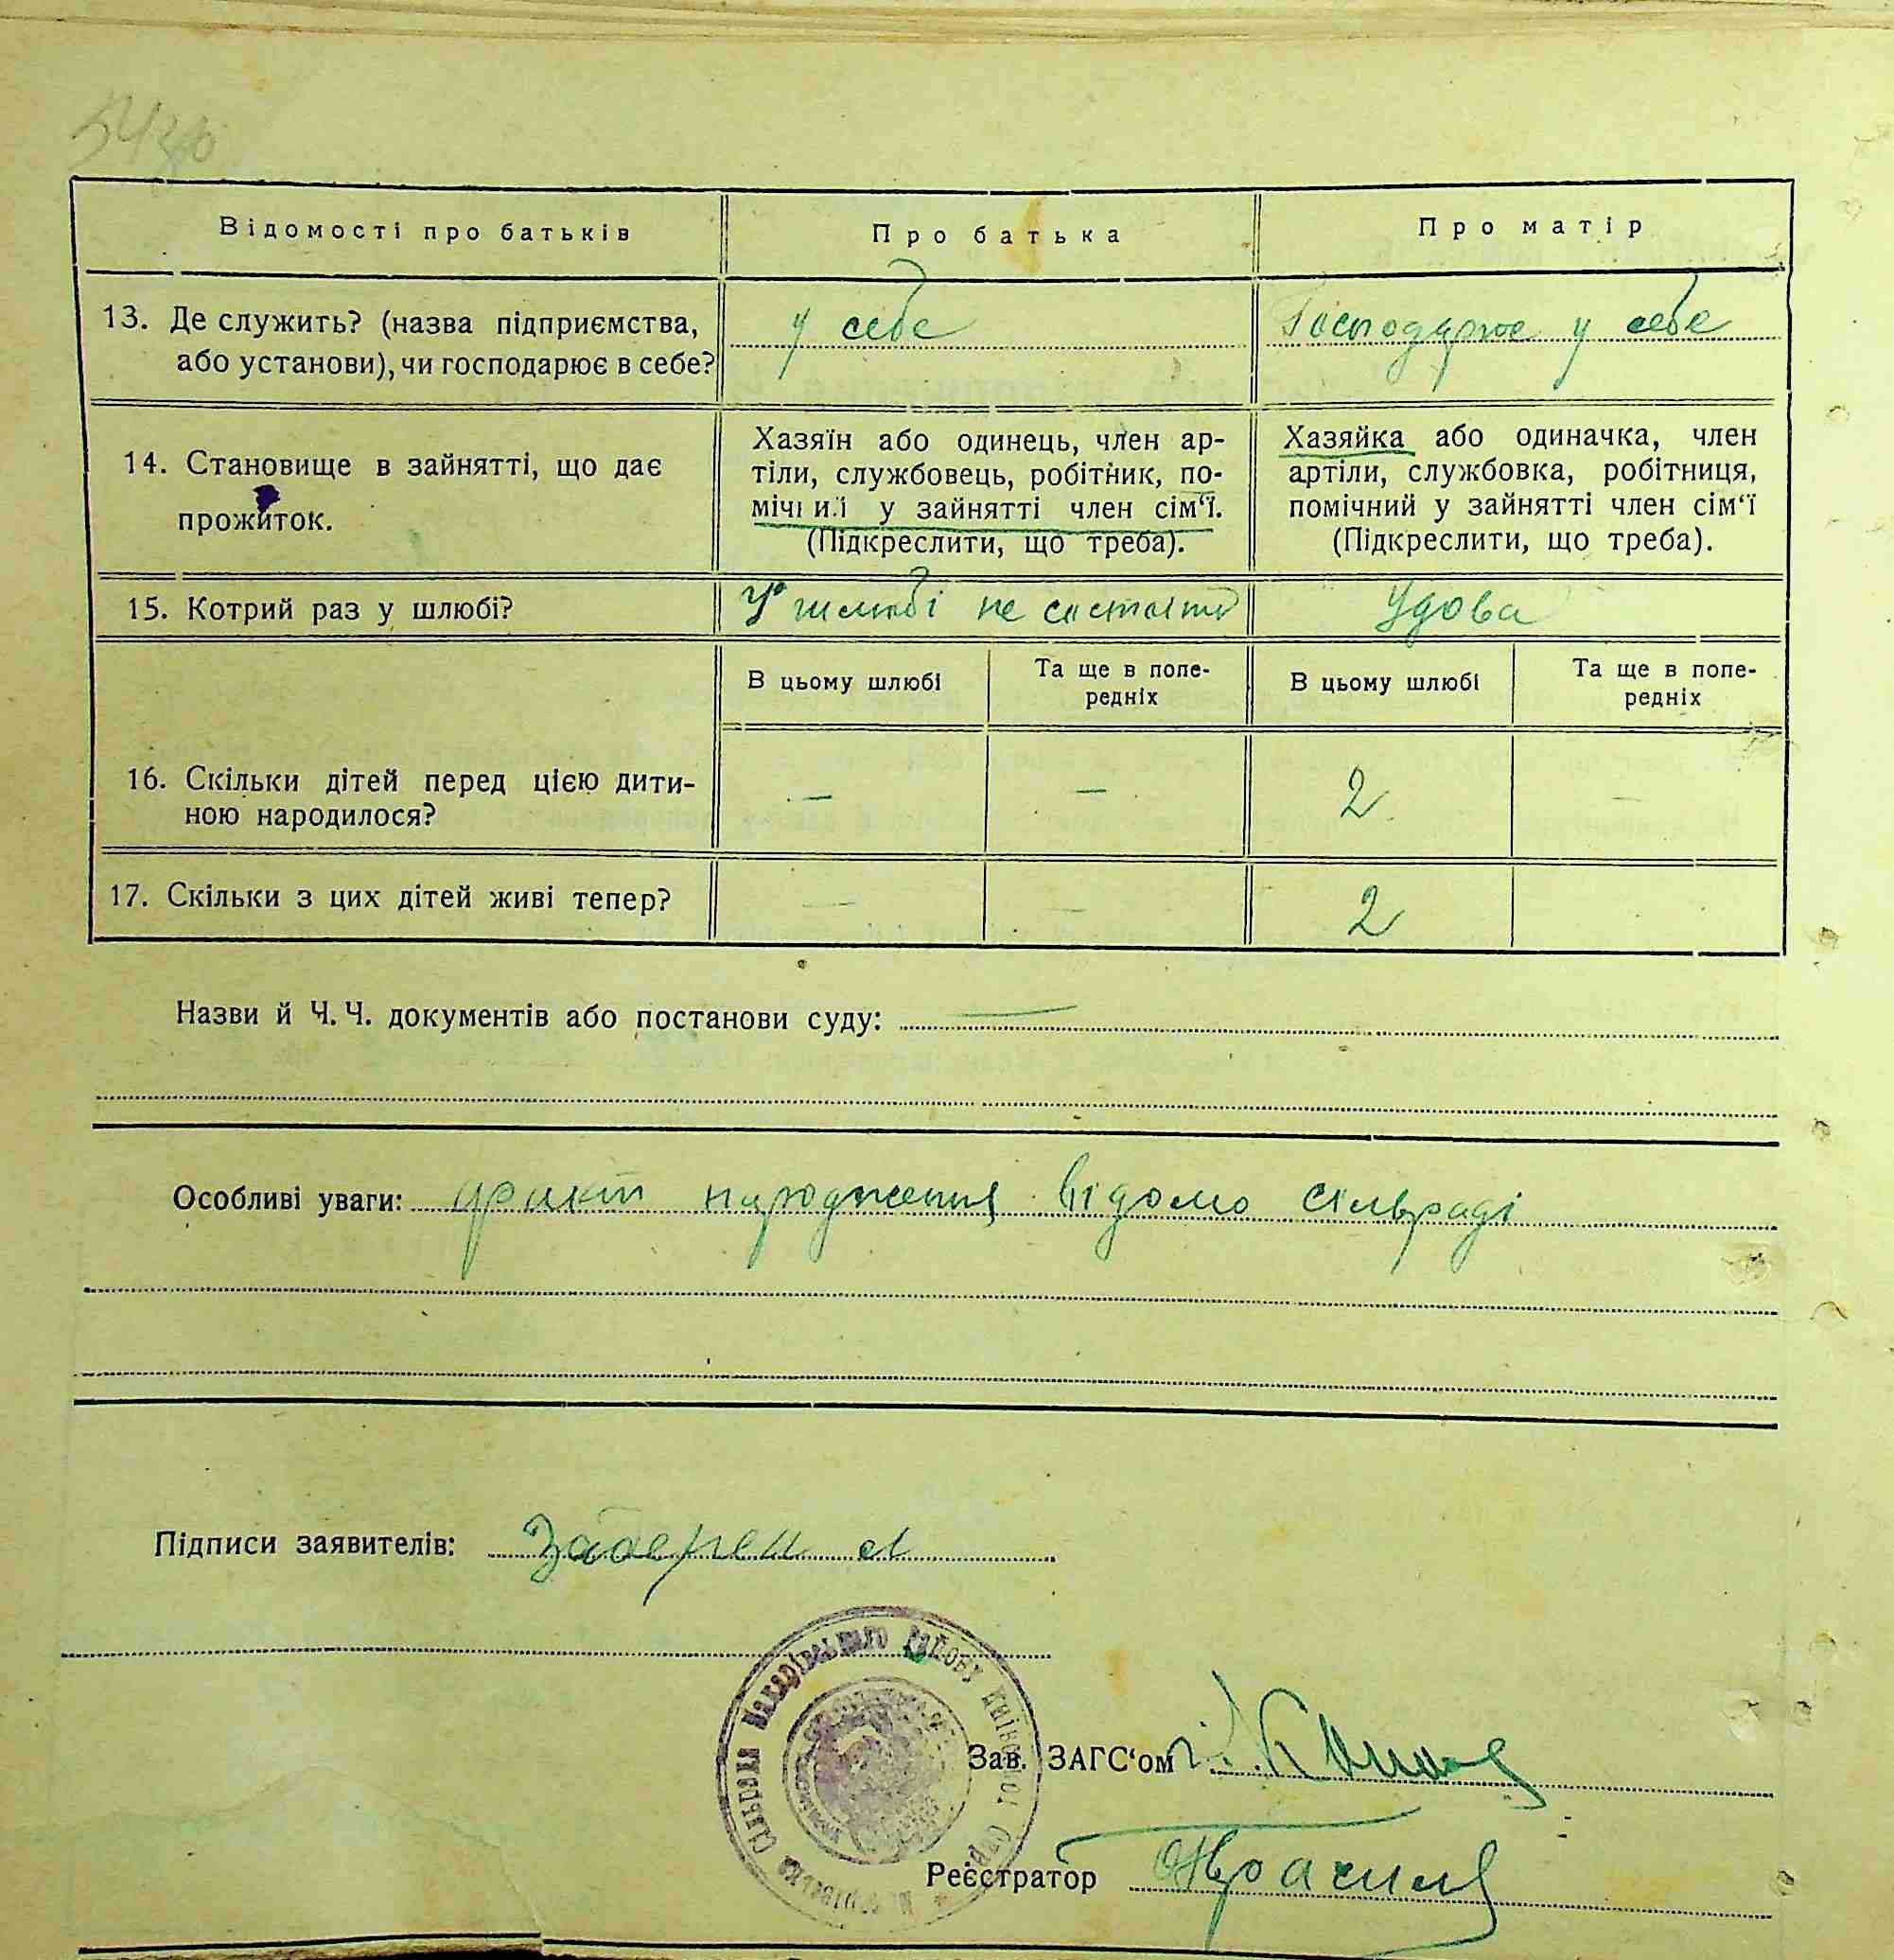 Відомості про батьків
Про батька
Про матір
13. Де служить? (назва підприємства,
або установи), чи господарює в себе?
у себе
Господарює у себе
14. Становище в зайнятті, що дає
прожиток.
Хазяїн або одинець, член ар-
тіли, службовець, робітник, по-
мічний у зайнятті член сім‘ї.
(Підкреслити, що треба).
Хазяйка або одиначка, член
артіли, службовка, робітниця,
помічний у зайнятті член сім‘ї
(Підкреслити, що треба).
15. Котрий раз у шлюбі?
У шлюбі не состоіть
Удова
В цьому шлюбі
Та ще в попе-
редніх
В цьому шлюбі
Та ще в попе-
редніх
16. Скільки дітей перед цією дити-
ною народилося?
—
—
2
—
17. Скільки з цих дітей живі тепер?
—
—
2
Назви й Ч. Ч. документів або постанови суду: —
Особливі уваги: факт народження відомо сільраді
Підписи заявителів:
Сільська Макарівського району Київської
Зав. ЗАГС‘ом
Реєстратор